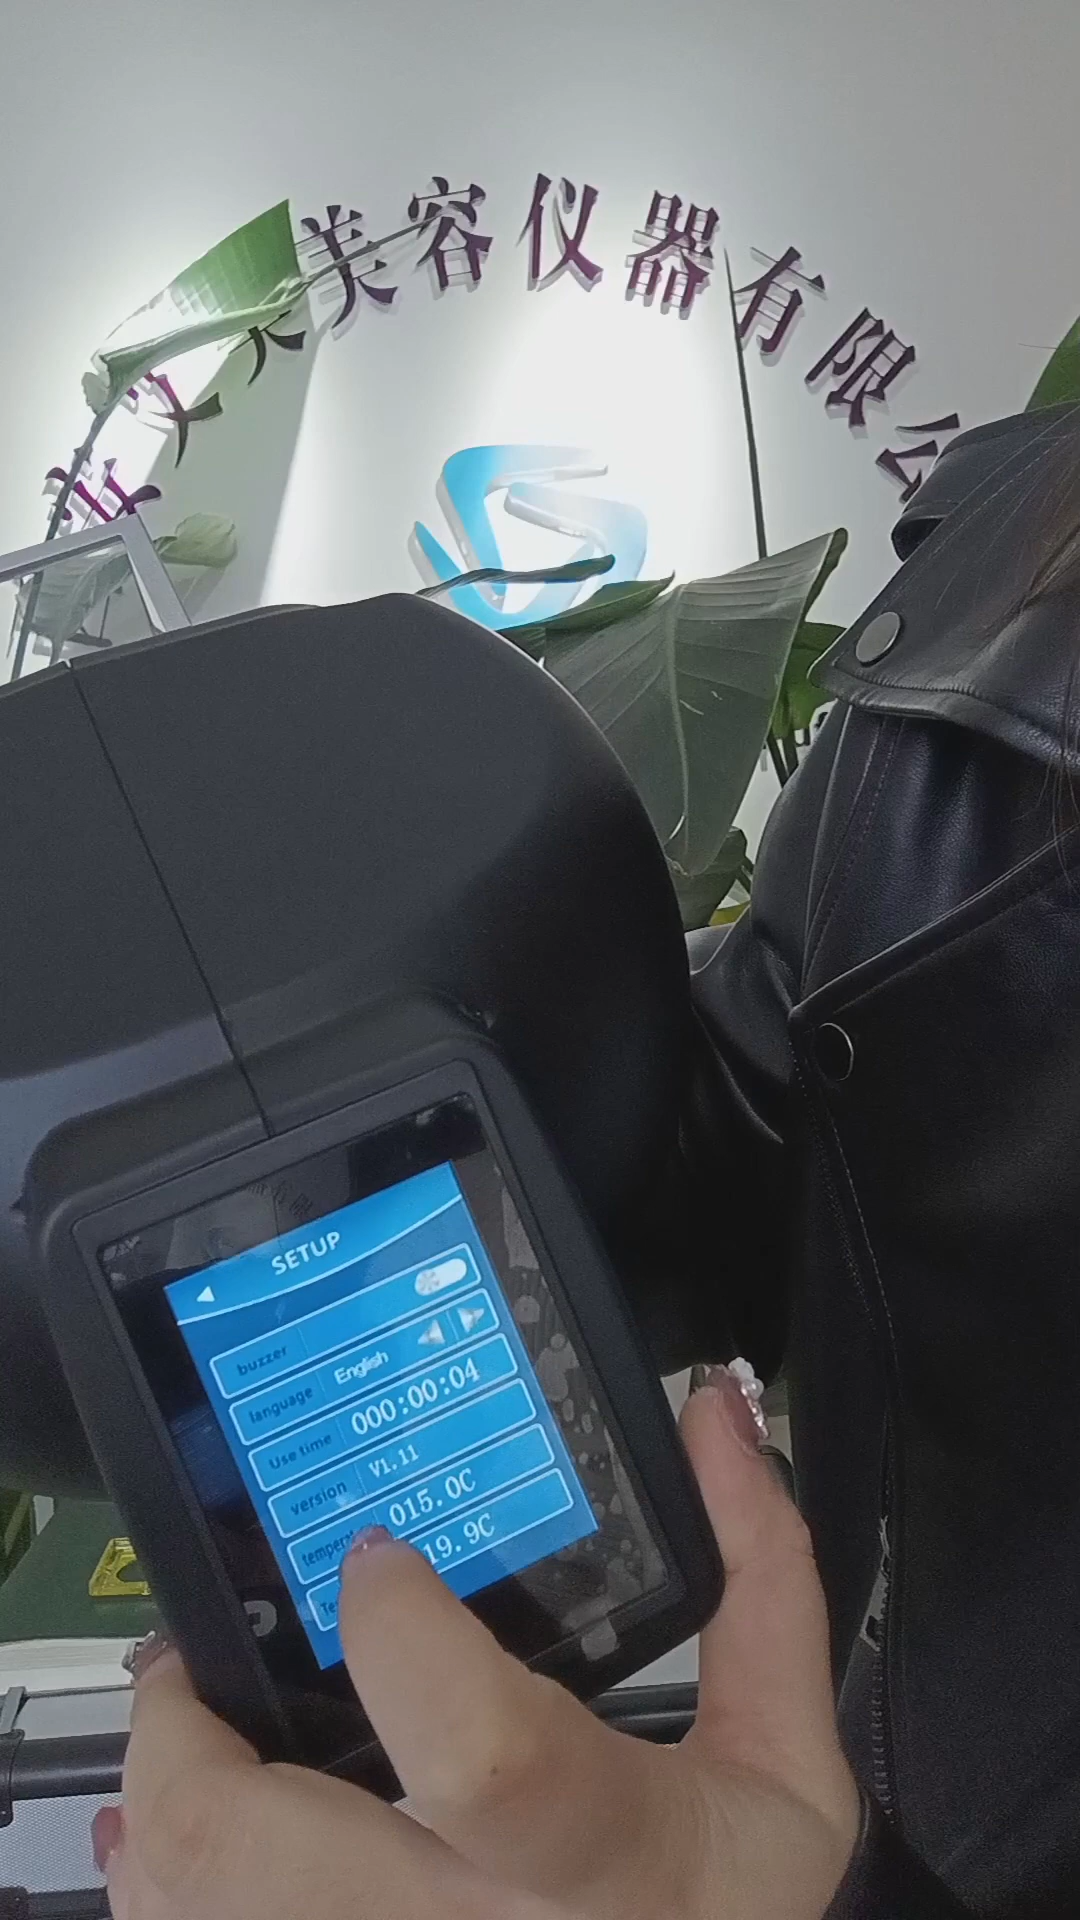 美容仪器有限公
SETUP
buzzer
language English
Use time 000:00:04
version V1.11
015.0C
19.9C